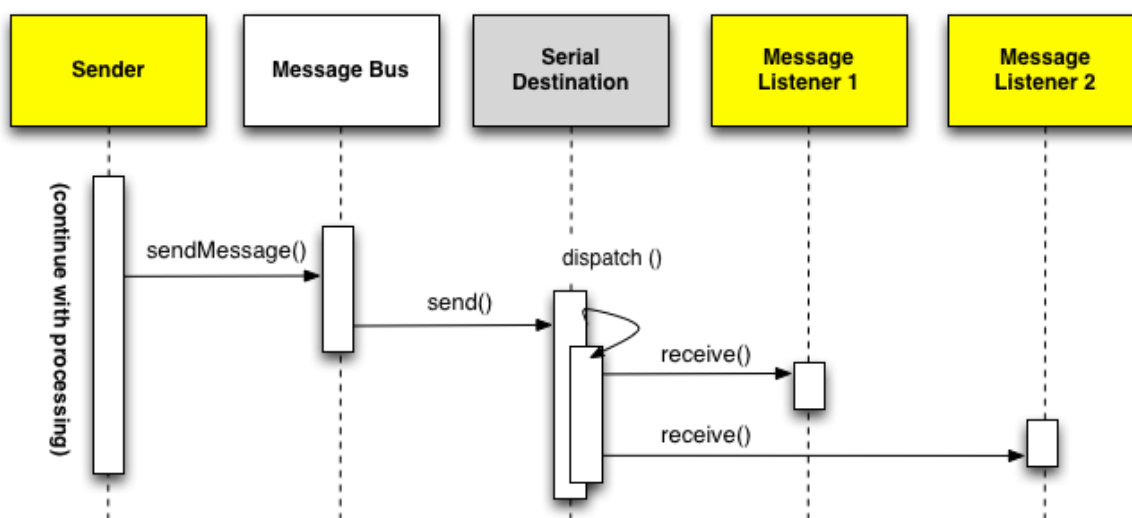 Sender
Message Bus
Serial
Destination
Message
Listener 1
Message
Listener 2
(continue with processing)
sendMessage()
dispatch ()
send()
receive()
receive()